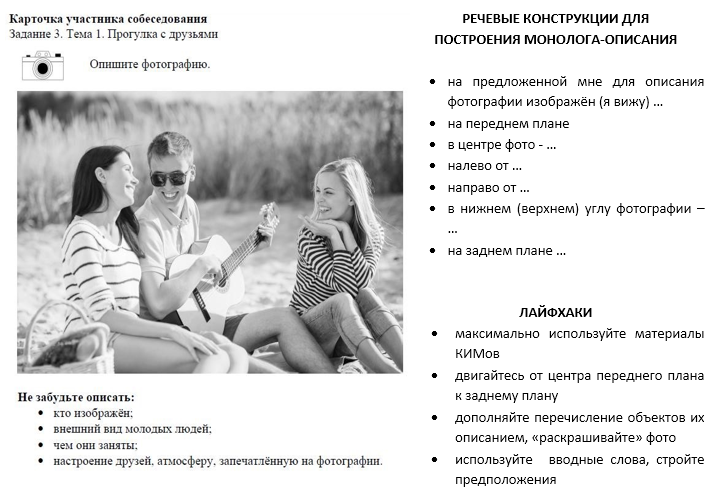 Карточка участника собеседования
Задание 3. Тема 1. Прогулка с друзьями
Опишите фотографию.
Не забудьте описать:
• кто изображён;
• внешний вид молодых людей;
• чем они заняты;
• настроение друзей, атмосферу, запечатлённую на фотографии.
РЕЧЕВЫЕ КОНСТРУКЦИИ ДЛЯ
ПОСТРОЕНИЯ МОНОЛОГА-ОПИСАНИЯ
• на предложенной мне для описания
фотографии изображён (я вижу) ...
• на переднем плане
• в центре фото - ...
• налево от ...
• направо от ...
• в нижнем (верхнем) углу фотографии –
...
• на заднем плане ...
ЛАЙФХАКИ
• максимально используйте материалы
КИМов
• двигайтесь от центра переднего плана
к заднему плану
• дополняйте перечисление объектов их
описанием, «раскрашивайте» фото
• используйте вводные слова, стройте
предположения